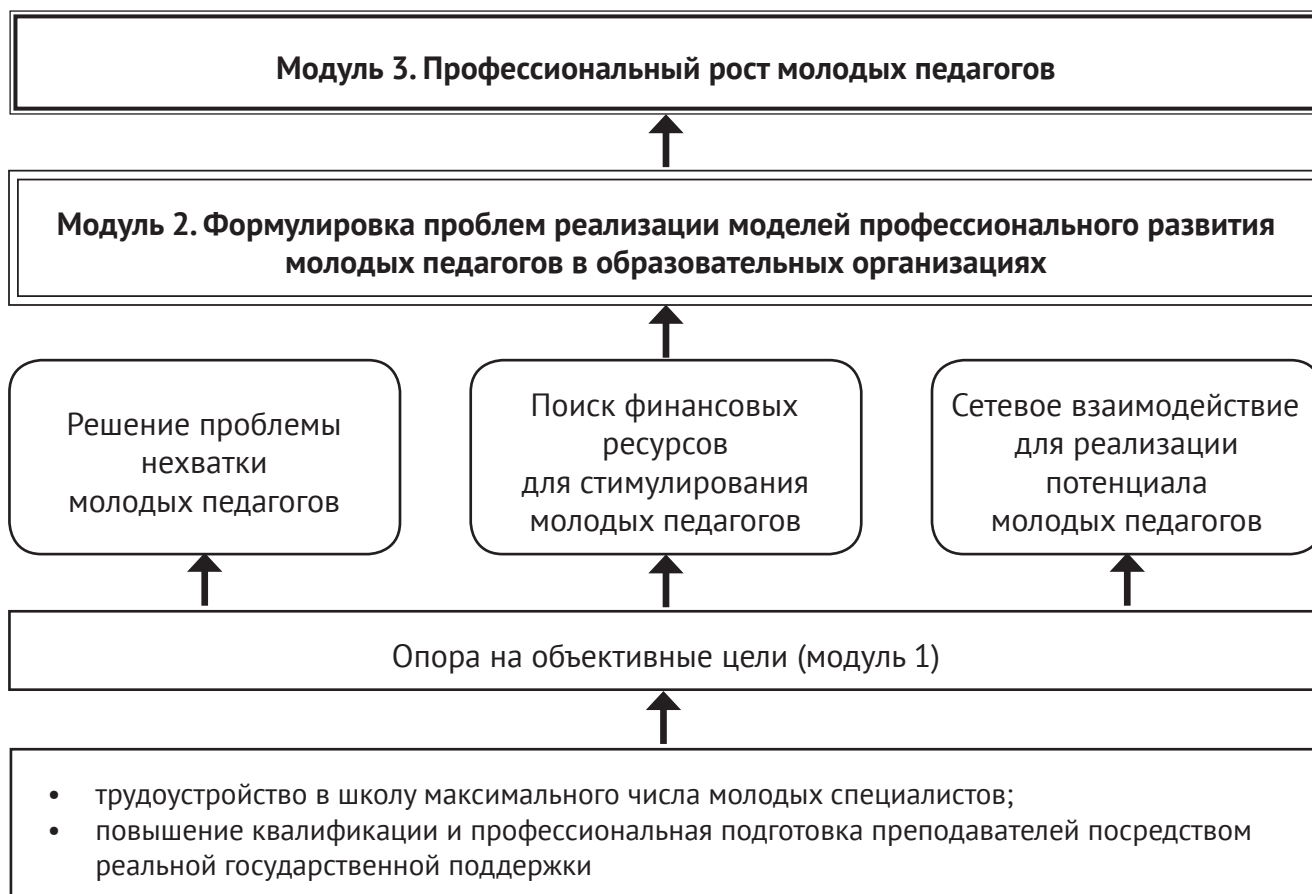 Модуль 3. Профессиональный рост молодых педагогов
Модуль 2. Формулировка проблем реализации моделей профессионального развития
молодых педагогов в образовательных организациях
Решение проблемы
нехватки
молодых педагогов
Поиск финансовых
ресурсов
для стимулирования
молодых педагогов
Сетевое взаимодействие
для реализации
потенциала
молодых педагогов
Опора на объективные цели (модуль 1)
• трудоустройство в школу максимального числа молодых специалистов;
• повышение квалификации и профессиональная подготовка преподавателей посредством
реальной государственной поддержки